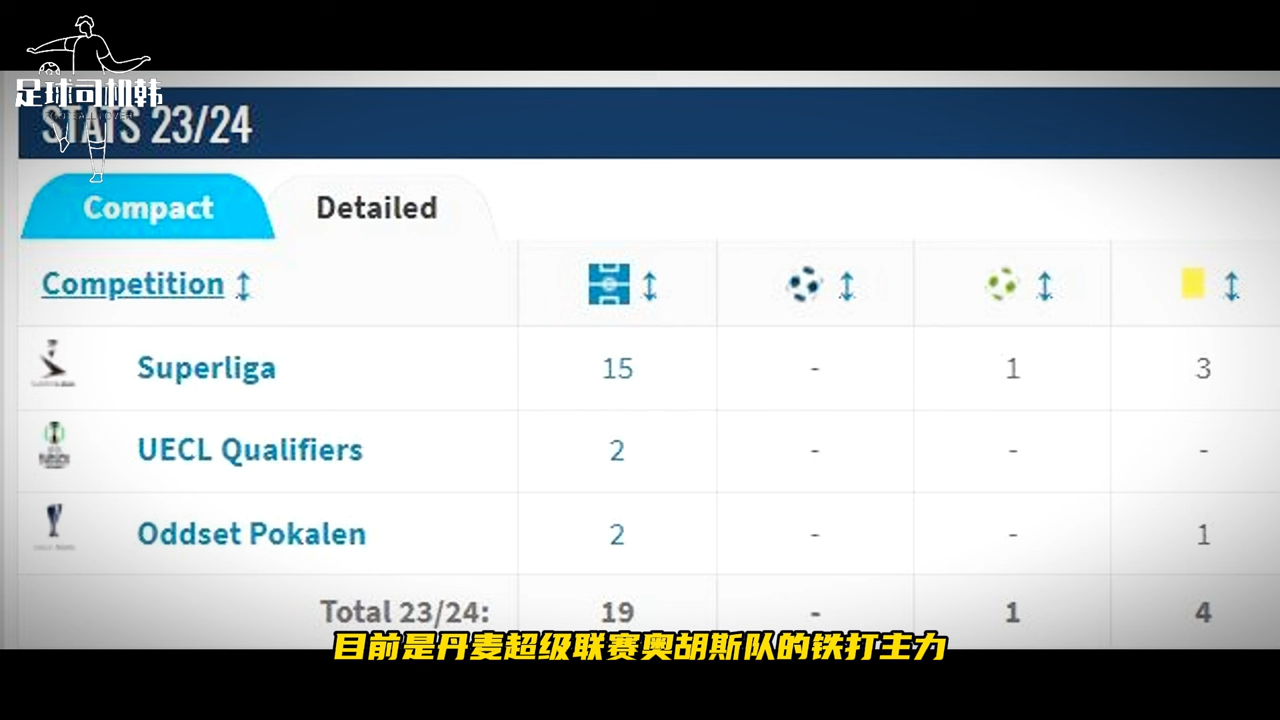 足球司机韩
FOOTBALL LOVER
STATS 23/24
Compact Detailed
Competition
Superliga 15 - 1 3
UECL Qualifiers 2 - - -
Oddset Pokalen 2 - - 1
Total 23/24: 19 - 1 4
目前是丹麦超级联赛奥胡斯队的铁打主力